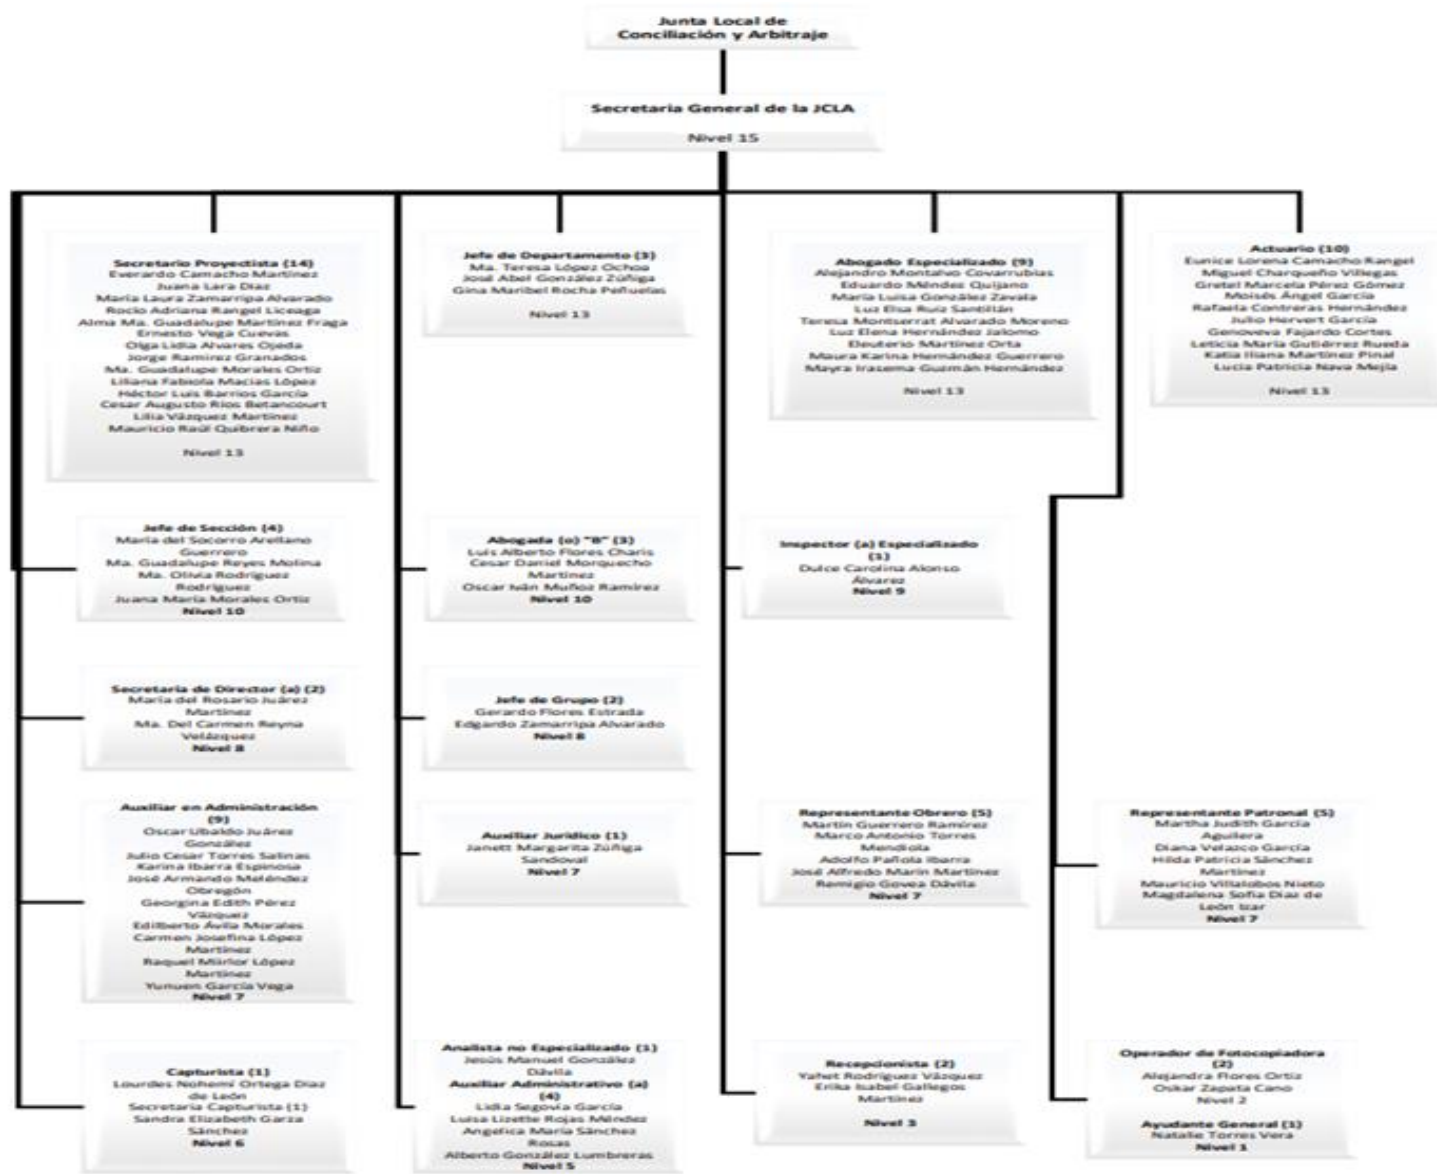 Junta Local de
Conciliación y Arbitraje
Secretaria General de la JCLA
Nivel 15
Secretario Proyectista (14)
Everardo Camacho Martínez
Juana Lara Díaz
María Laura Zamarripa Alvarado
Rocío Adriana Rangel Liceaga
Alma Ma. Guadalupe Martínez Fraga
Ernesto Vega Cuevas
Olga Lidia Alvares Ojeda
Jorge Ramírez Granados
Ma. Guadalupe Morales Ortiz
Liliana Fabiola Macias López
Héctor Luis Barrios García
Cesar Augusto Ríos Betancourt
Lilia Vázquez Martínez
Mauricio Raúl Quibrera Niño
Nivel 13
Jefe de Departamento (3)
Ma. Teresa López Ochoa
José Abel González Zúñiga
Gina Maribel Rocha Peñuelas
Nivel 13
Abogado Especializado (9)
Alejandro Montalvo Covarrubias
Eduardo Méndez Quijano
María Luisa González Zavala
Luz Elsa Ruiz Santillán
Teresa Montserrat Alvarado Moreno
Luz Elena Hernández Jalomo
Eleuterio Martínez Orta
Maura Karina Hernández Guerrero
Mayra Irasema Guzmán Hernández
Nivel 13
Actuario (10)
Eunice Lorena Camacho Rangel
Miguel Charqueño Villegas
Gretel Marcela Pérez Gómez
Moisés Ángel García
Rafaela Contreras Hernández
Julio Hervert García
Genoveva Fajardo Cortes
Leticia María Gutiérrez Rueda
Katia Iliana Martínez Pinal
Lucia Patricia Nava Mejía
Nivel 13
Jefe de Sección (4)
María del Socorro Arellano
Guerrero
Ma. Guadalupe Reyes Molina
Ma. Olivia Rodríguez
Rodríguez
Juana María Morales Ortiz
Nivel 10
Abogada (o) "B" (3)
Luis Alberto Flores Charis
Cesar Daniel Morquecho
Martínez
Oscar Iván Muñoz Ramírez
Nivel 10
Inspector (a) Especializado
(1)
Dulce Carolina Alonso
Álvarez
Nivel 9
Secretaria de Director (a) (2)
María del Rosario Juárez
Martínez
Ma. Del Carmen Reyna
Velázquez
Nivel 8
Jefe de Grupo (2)
Gerardo Flores Estrada
Edgardo Zamarripa Alvarado
Nivel 8
Auxiliar en Administración
(9)
Oscar Ubaldo Juárez
González
Julio Cesar Torres Salinas
Karina Ibarra Espinosa
José Armando Meléndez
Obregón
Georgina Edith Pérez
Vázquez
Edilberto Ávila Morales
Carmen Josefina López
Martínez
Raquel López
Martínez
Yunuen García Vega
Nivel 7
Auxiliar Jurídico (1)
Janett Margarita Zúñiga
Sandoval
Nivel 7
Representante Obrero (5)
Martín Guerrero Ramírez
Marco Antonio Torres
Mendiola
Adolfo Pañola Ibarra
José Alfredo Marín Martínez
Remigio Govea Dávila
Nivel 7
Representante Patronal (5)
Martha Judith García
Aguilera
Diana Velazco García
Hilda Patricia Sánchez
Martínez
Mauricio Villalobos Nieto
Magdalena Sofía Díaz de
León Izar
Nivel 7
Capturista (1)
Lourdes Nohemí Ortega Díaz
de León
Secretaria Capturista (1)
Sandra Elizabeth Garza
Sánchez
Nivel 6
Analista no Especializado (1)
Jesús Manuel González
Dávila
Auxiliar Administrativo (a)
(4)
Lidia Segovia García
Luisa Lizette Rojas Méndez
Angélica María Sánchez
Rosas
Alberto González Lumbreras
Nivel 5
Recepcionista (2)
Yahet Rodríguez Vázquez
Erika Isabel Gallegos
Martínez
Nivel 3
Operador de Fotocopiadora
(2)
Alejandra Flores Ortiz
Oskar Zapata Cano
Nivel 2
Ayudante General (1)
Natalie Torres Vera
Nivel 1